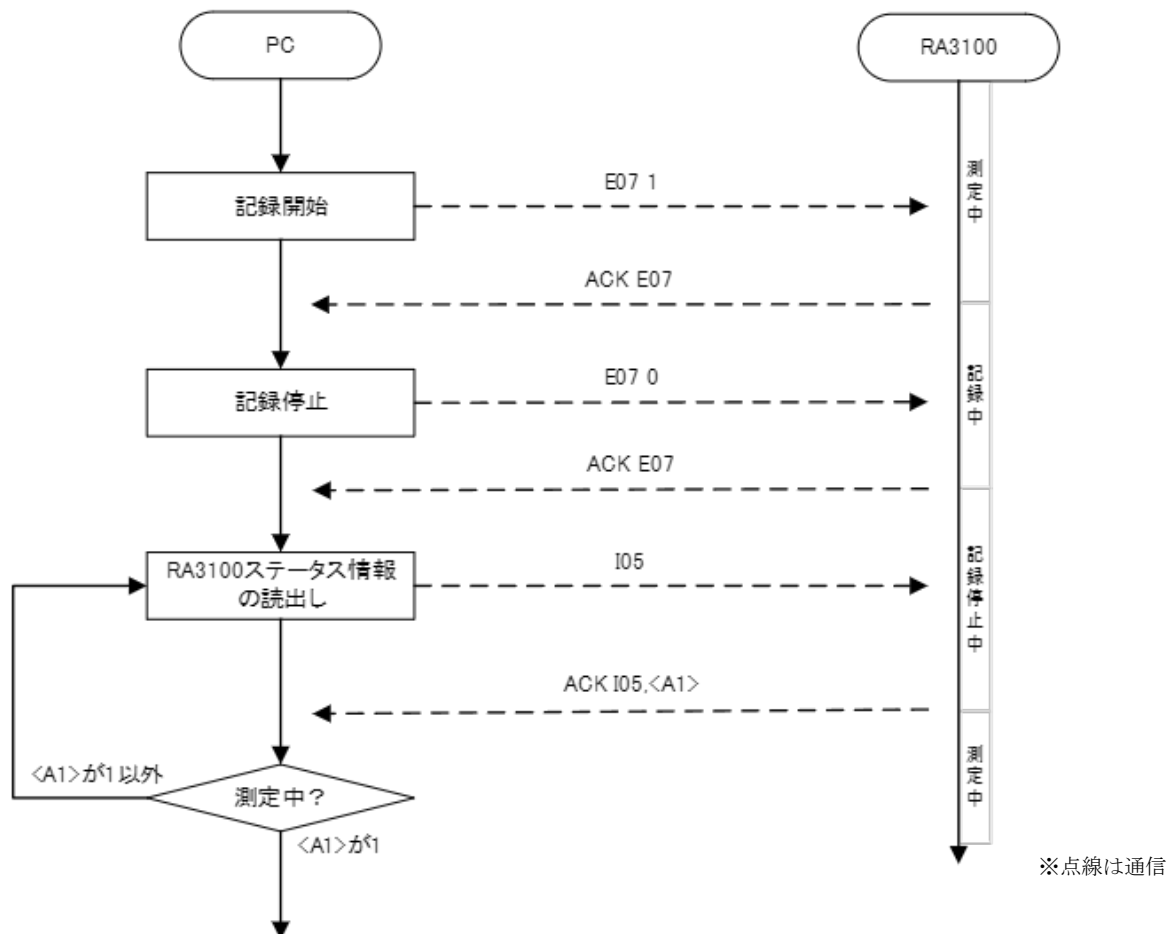 PC
RA3100
記録開始
E07 1
測定中
ACK E07
記録停止
E07 0
記録中
ACK E07
RA3100ステータス情報
の読出し
I05
記録停止中
ACK I05,<A1>
<A1>が1以外
測定中？
測定中
<A1>が1
※点線は通信